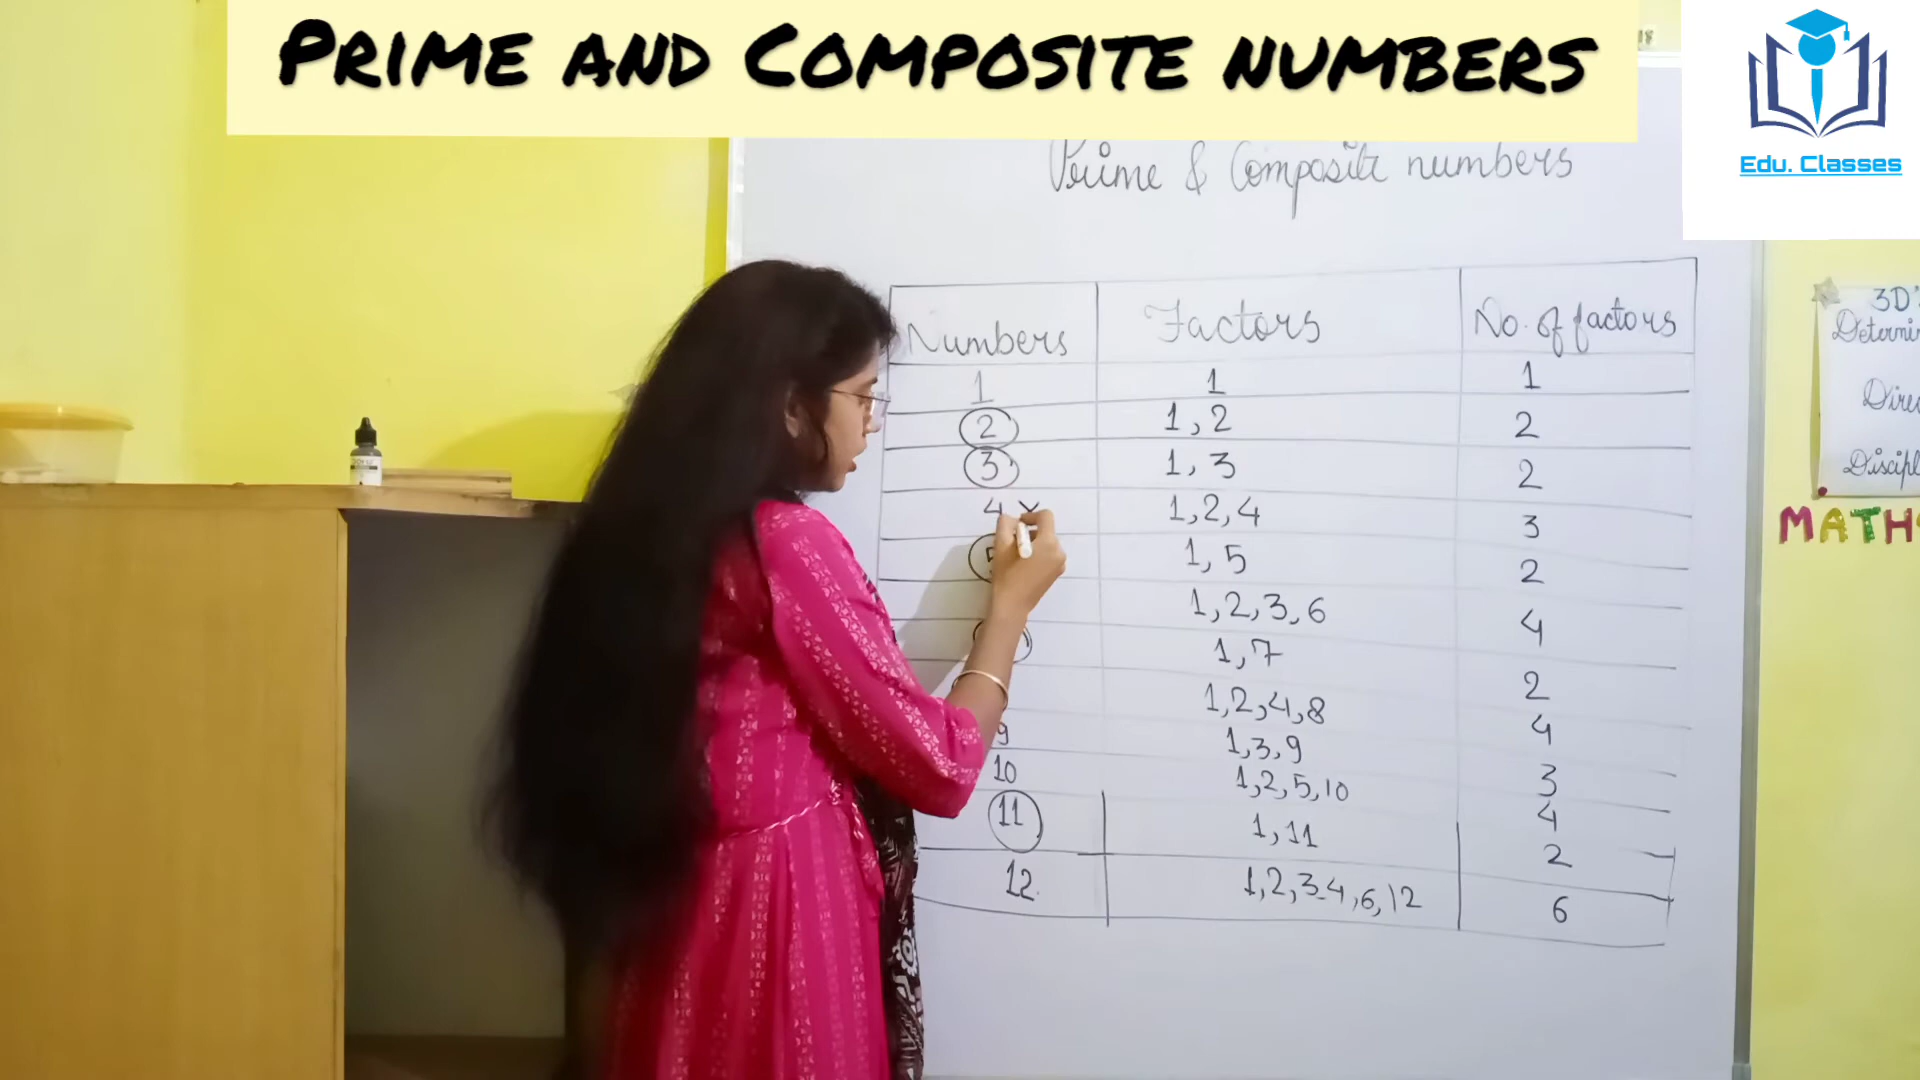 PRIME AND COMPOSITE NUMBERS
Edu. Classes
Prime & Composite numbers
Numbers Factors No. of factors
1 1 1
2 1, 2 2
3 1, 3 2
4 x 1, 2, 4 3
5 1, 5 2
1, 2, 3, 6 4
1, 7 2
1, 2, 4, 8 4
9 1, 3, 9 3
10 1, 2, 5, 10 4
11 1, 11 2
12. 1, 2, 3 4, 6, 12 6
3D'
MATH